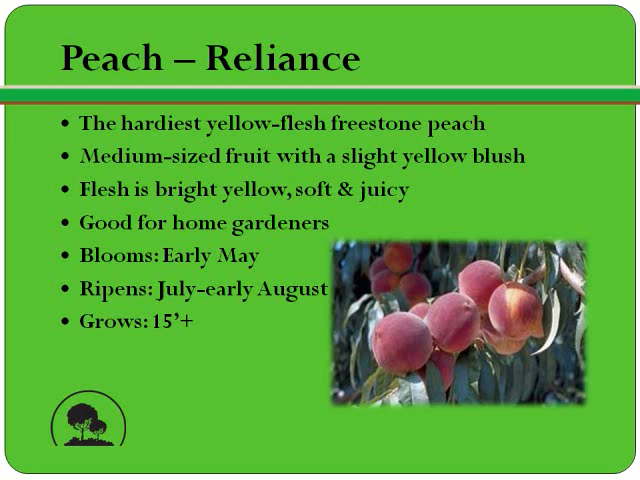 Peach – Reliance
• The hardiest yellow-flesh freestone peach
• Medium-sized fruit with a slight yellow blush
• Flesh is bright yellow, soft & juicy
• Good for home gardeners
• Blooms: Early May
• Ripens: July-early August
• Grows: 15’+